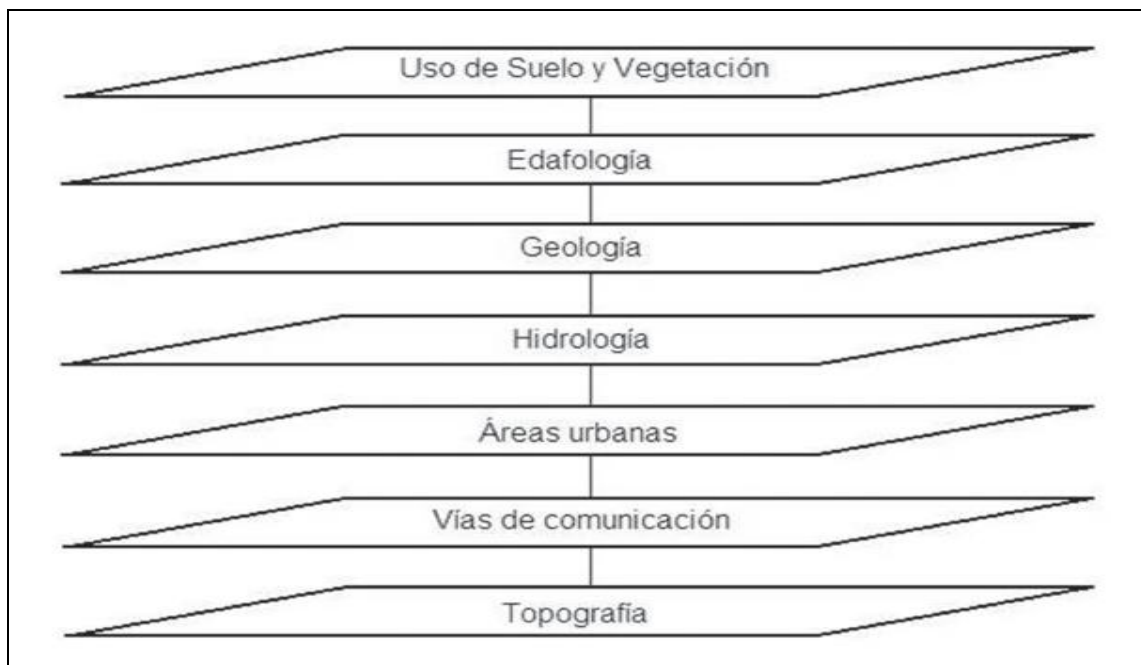 Uso de Suelo y Vegetación
Edafología
Geología
Hidrología
Áreas urbanas
Vías de comunicación
Topografía